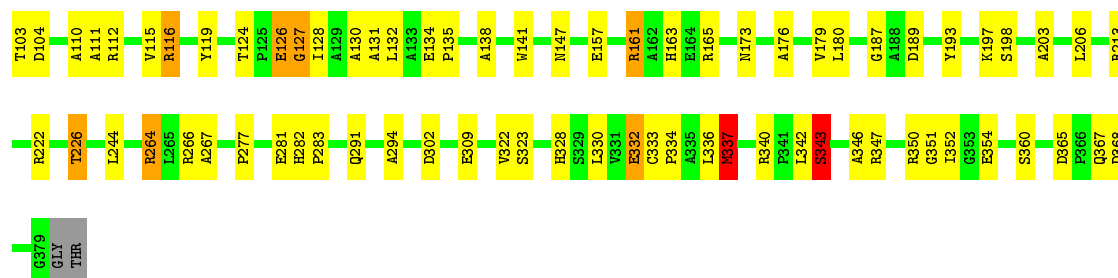 T103 D104 A110 A111 R112 V115 R116 Y119 T124 P125 E126 G127 I128 A129 A130 A131 L132 A133 E134 P135 A138 W141 N147 E157 R161 A162 H163 E164 R165 N173 A176 V179 L180 G187 A188 D189 Y193 K197 S198 A203 L206
R222 T226 L244 R264 L265 R266 A267 P277 E281 H282 P283 Q291 A294 D302 E309 V322 S323 H328 S329 L330 V331 E332 C333 P334 A335 L336 M337 R340 P341 L342 S343 A346 R347 R350 G351 I352 G353 E354 S360 D365 P366 Q367
G379 GLY THR